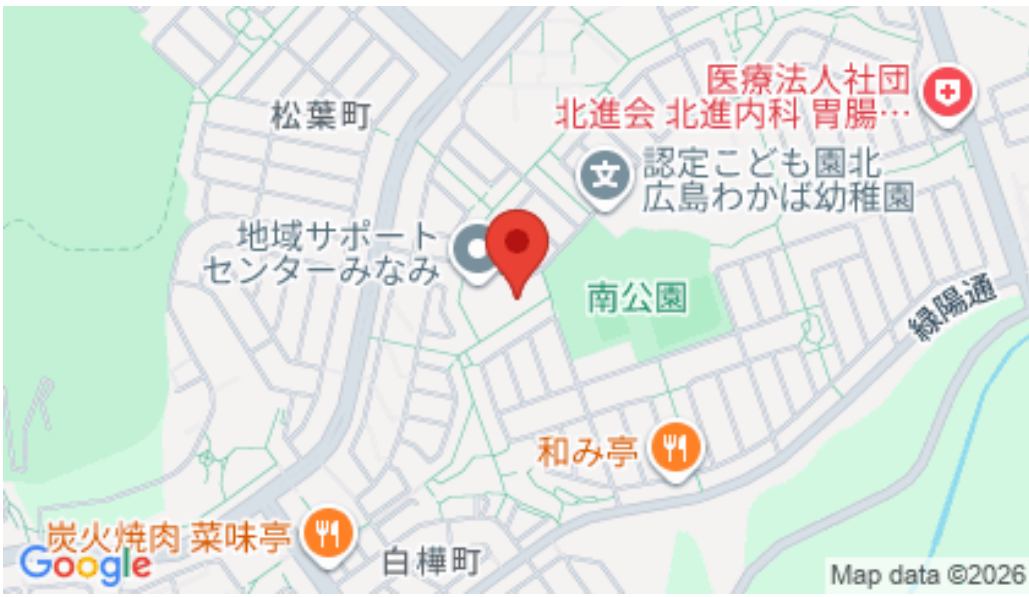 医療法人社団
北進会 北進内科 胃腸…
松葉町
認定こども園北
広島わかば幼稚園
地域サポート
センターみなみ
南公園
緑陽通
和み亭
炭火焼肉 菜味亭
白樺町
Google
Map data ©2026